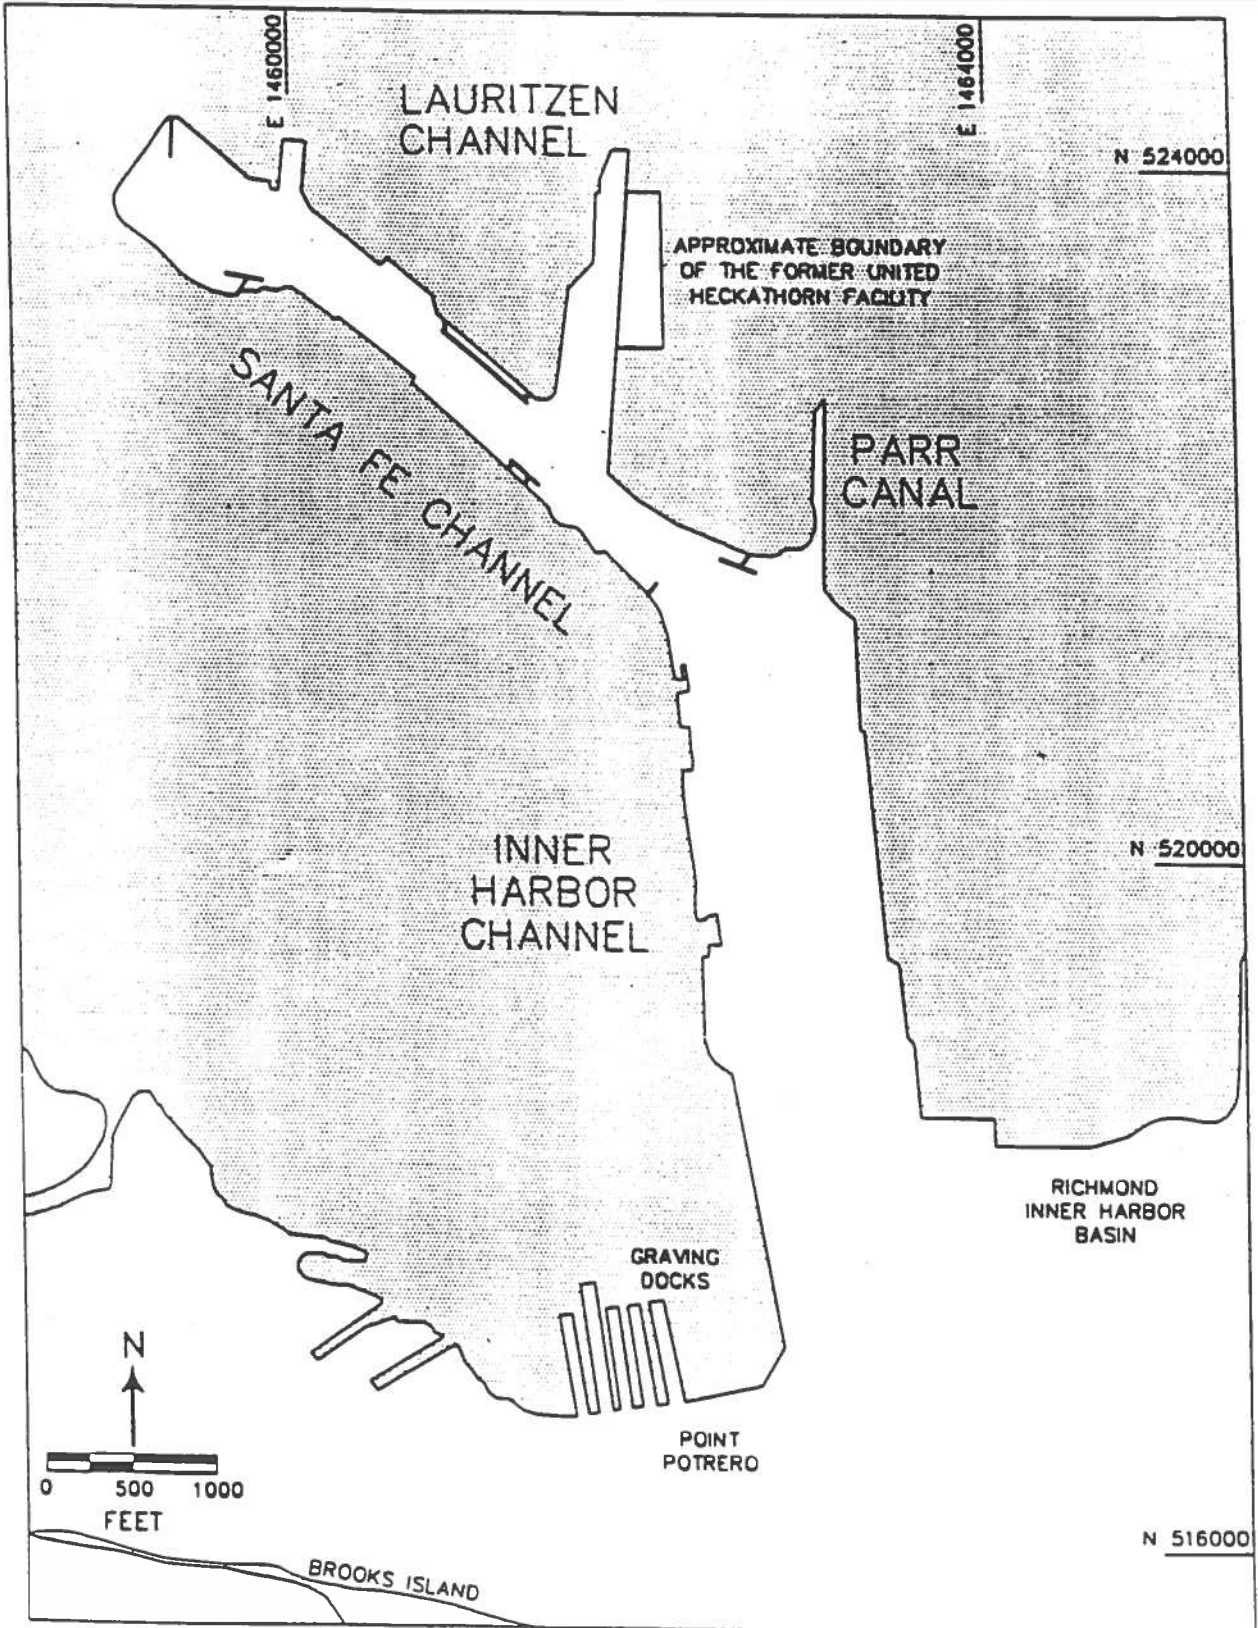 E 1460000
E 1464000
LAURITZEN
CHANNEL
N 524000
APPROXIMATE BOUNDARY
OF THE FORMER UNITED
HECKATHORN FACILITY
SANTA FE CHANNEL
PARR
CANAL
INNER
HARBOR
CHANNEL
N 520000
RICHMOND
INNER HARBOR
BASIN
GRAVING
DOCKS
N
POINT
POTRERO
0 500 1000
FEET
N 516000
BROOKS ISLAND